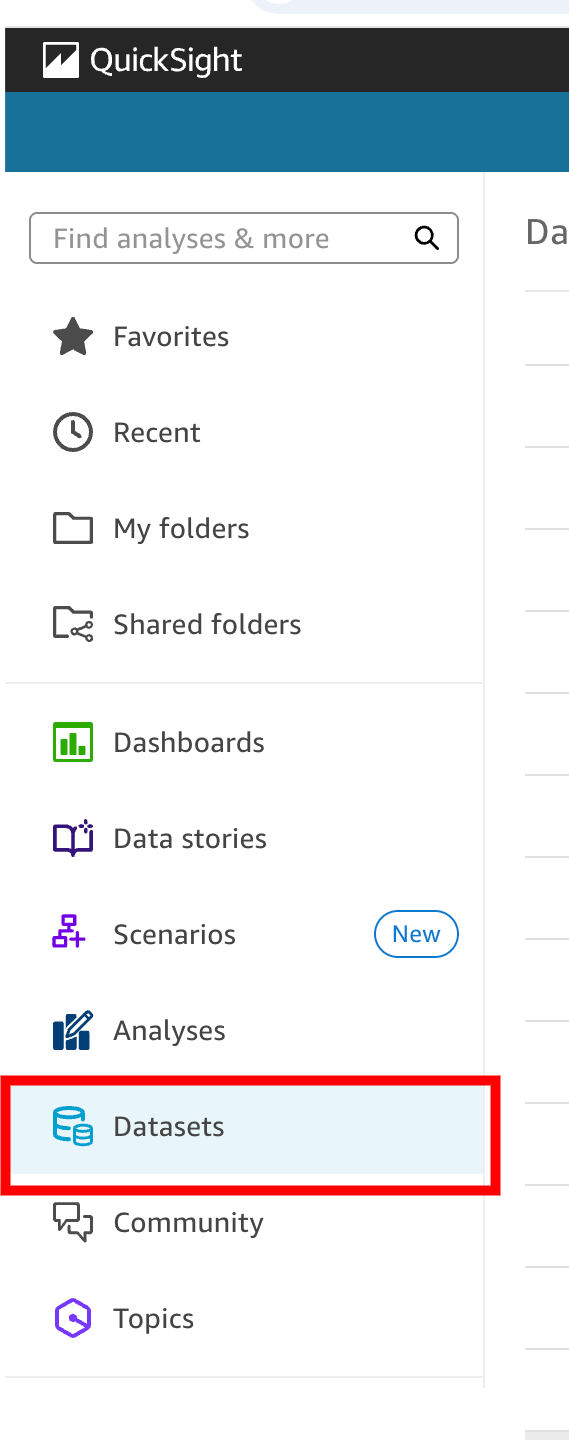 QuickSight
Find analyses & more
Da
Favorites
Recent
My folders
Shared folders
Dashboards
Data stories
Scenarios
New
Analyses
Datasets
Community
Topics